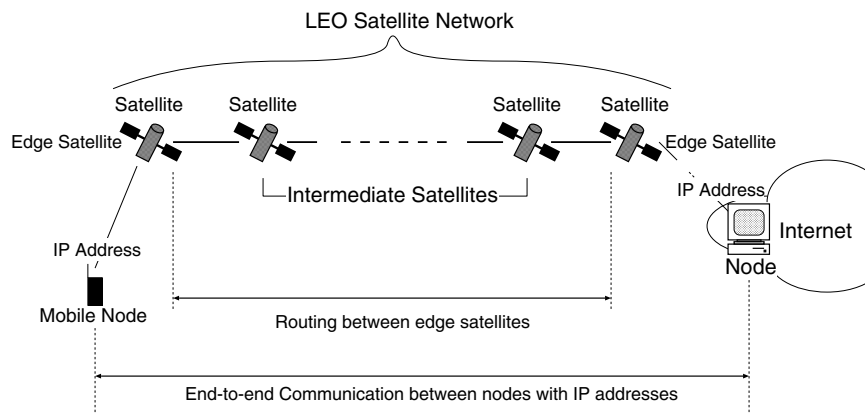 LEO Satellite Network
Satellite
Satellite
Satellite
Satellite
Edge Satellite
Edge Satellite
Intermediate Satellites
IP Address
Internet
IP Address
Node
Mobile Node
Routing between edge satellites
End-to-end Communication between nodes with IP addresses